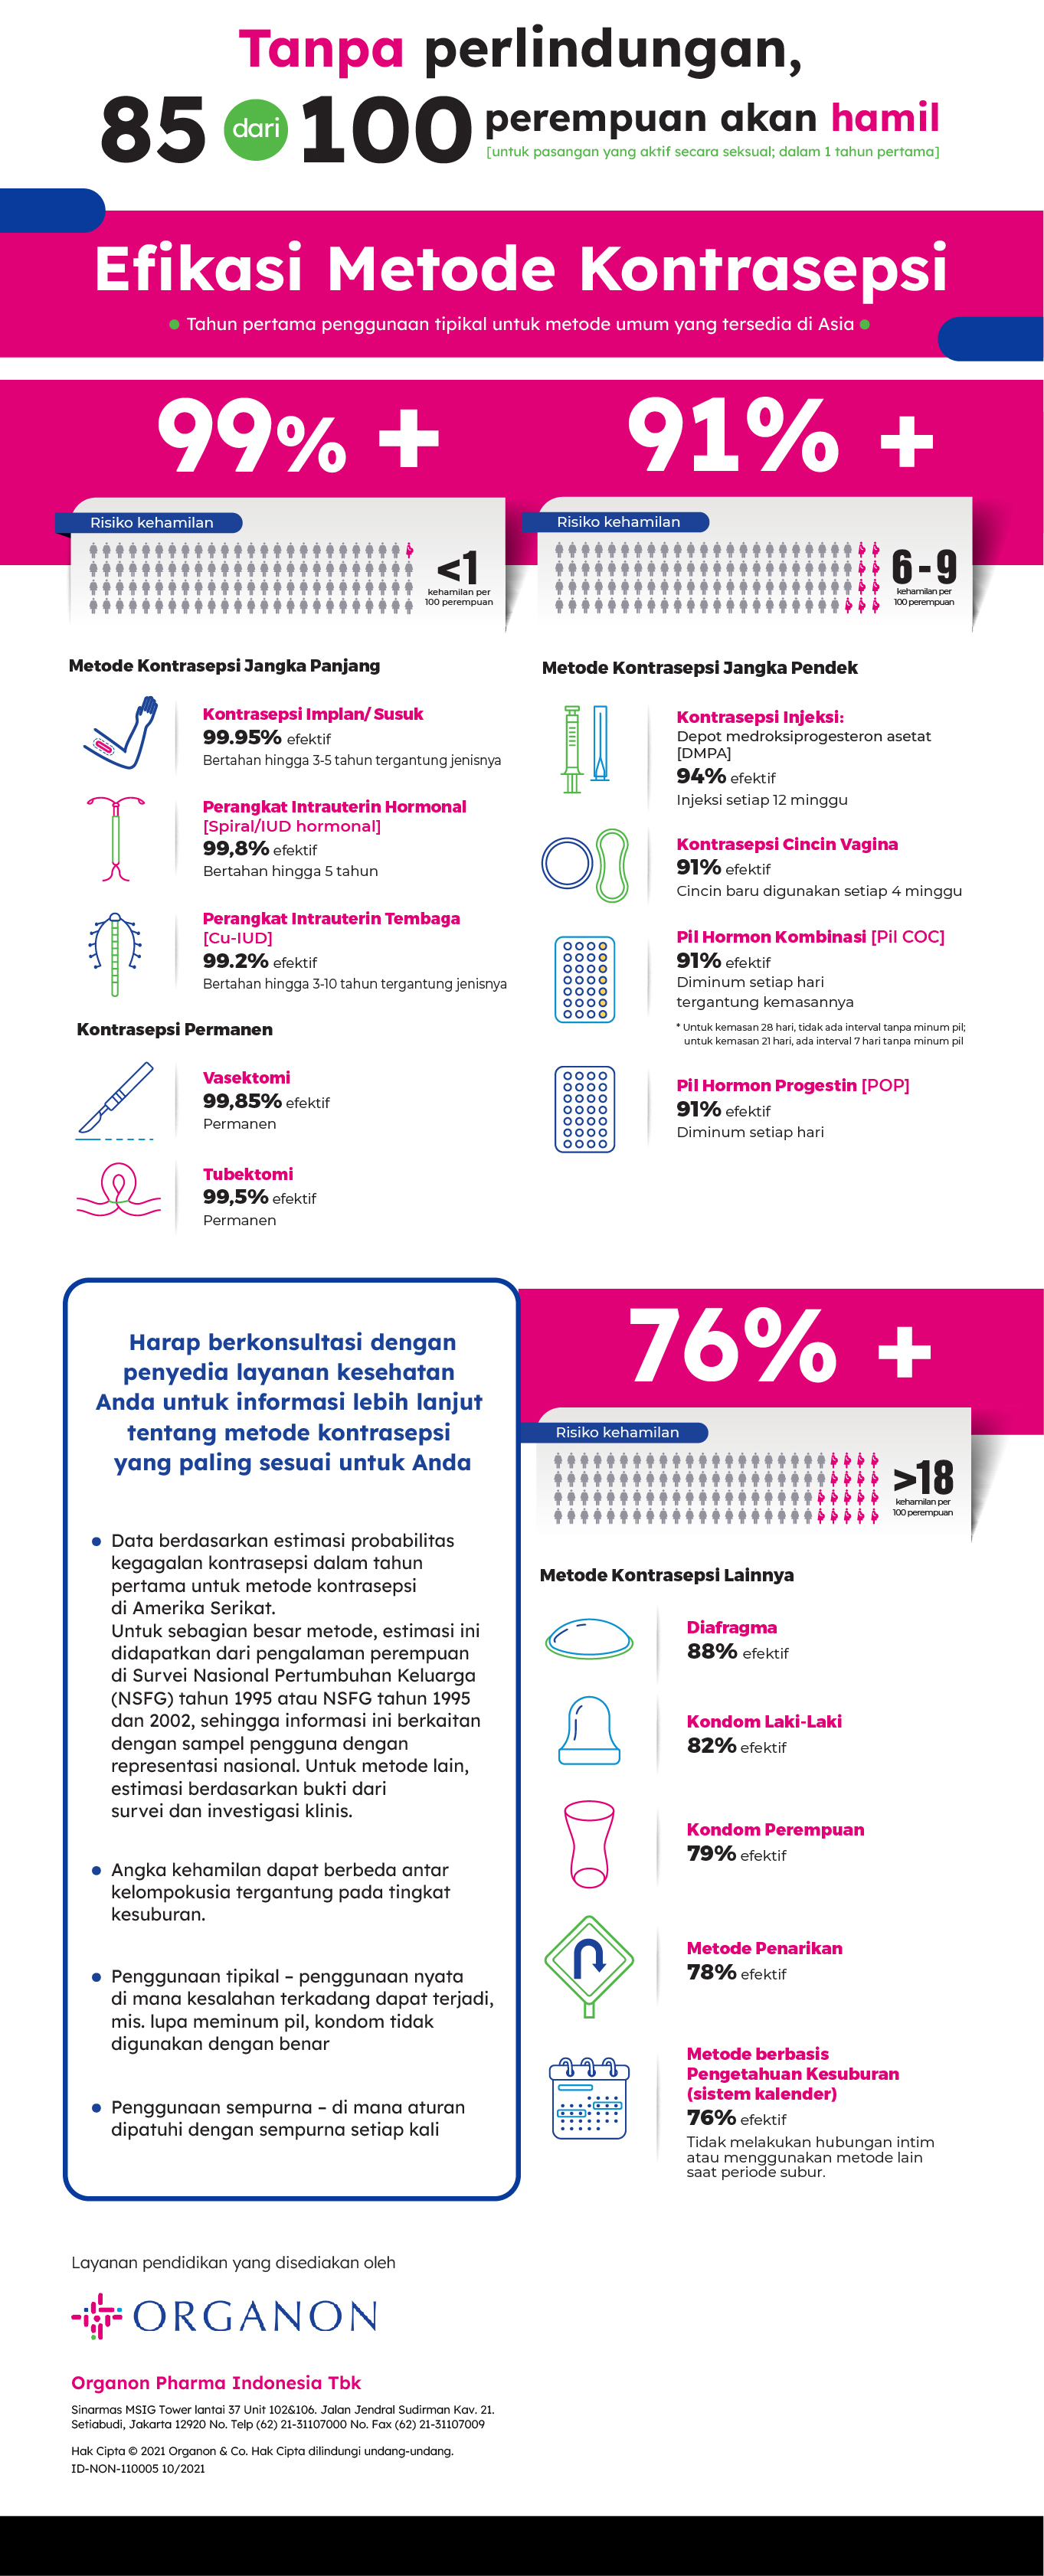 Tanpa perlindungan,
85 dari 100 perempuan akan hamil
[untuk pasangan yang aktif secara seksual; dalam 1 tahun pertama]
Efikasi Metode Kontrasepsi
Tahun pertama penggunaan tipikal untuk metode umum yang tersedia di Asia
99% +
Risiko kehamilan
<1
kehamilan per
100 perempuan
Metode Kontrasepsi Jangka Panjang
Kontrasepsi Implan/ Susuk
99.95% efektif
Bertahan hingga 3-5 tahun tergantung jenisnya
Perangkat Intrauterin Hormonal
[Spiral/IUD hormonal]
99,8% efektif
Bertahan hingga 5 tahun
Perangkat Intrauterin Tembaga
[Cu-IUD]
99.2% efektif
Bertahan hingga 3-10 tahun tergantung jenisnya
Kontrasepsi Permanen
Vasektomi
99,85% efektif
Permanen
Tubektomi
99,5% efektif
Permanen
91% +
Risiko kehamilan
6-9
kehamilan per
100 perempuan
Metode Kontrasepsi Jangka Pendek
Kontrasepsi Injeksi:
Depot medroksiprogesteron asetat
[DMPA]
94% efektif
Injeksi setiap 12 minggu
Kontrasepsi Cincin Vagina
91% efektif
Cincin baru digunakan setiap 4 minggu
Pil Hormon Kombinasi [Pil COC]
91% efektif
Diminum setiap hari
tergantung kemasannya
* Untuk kemasan 28 hari, tidak ada interval tanpa minum pil;
untuk kemasan 21 hari, ada interval 7 hari tanpa minum pil
Pil Hormon Progestin [POP]
91% efektif
Diminum setiap hari
Harap berkonsultasi dengan
penyedia layanan kesehatan
Anda untuk informasi lebih lanjut
tentang metode kontrasepsi
yang paling sesuai untuk Anda
Data berdasarkan estimasi probabilitas
kegagalan kontrasepsi dalam tahun
pertama untuk metode kontrasepsi
di Amerika Serikat.
Untuk sebagian besar metode, estimasi ini
didapatkan dari pengalaman perempuan
di Survei Nasional Pertumbuhan Keluarga
(NSFG) tahun 1995 atau NSFG tahun 1995
dan 2002, sehingga informasi ini berkaitan
dengan sampel pengguna dengan
representasi nasional. Untuk metode lain,
estimasi berdasarkan bukti dari
survei dan investigasi klinis.
Angka kehamilan dapat berbeda antar
kelompokusia tergantung pada tingkat
kesuburan.
Penggunaan tipikal – penggunaan nyata
di mana kesalahan terkadang dapat terjadi,
mis. lupa meminum pil, kondom tidak
digunakan dengan benar
Penggunaan sempurna – di mana aturan
dipatuhi dengan sempurna setiap kali
76% +
Risiko kehamilan
>18
kehamilan per
100 perempuan
Metode Kontrasepsi Lainnya
Diafragma
88% efektif
Kondom Laki-Laki
82% efektif
Kondom Perempuan
79% efektif
Metode Penarikan
78% efektif
Metode berbasis
Pengetahuan Kesuburan
(sistem kalender)
76% efektif
Tidak melakukan hubungan intim
atau menggunakan metode lain
saat periode subur.
Layanan pendidikan yang disediakan oleh
ORGANON
Organon Pharma Indonesia Tbk
Sinarmas MSIG Tower lantai 37 Unit 102&106. Jalan Jendral Sudirman Kav. 21.
Setiabudi, Jakarta 12920 No. Telp (62) 21-31107000 No. Fax (62) 21-31107009
Hak Cipta © 2021 Organon & Co. Hak Cipta dilindungi undang-undang.
ID-NON-110005 10/2021